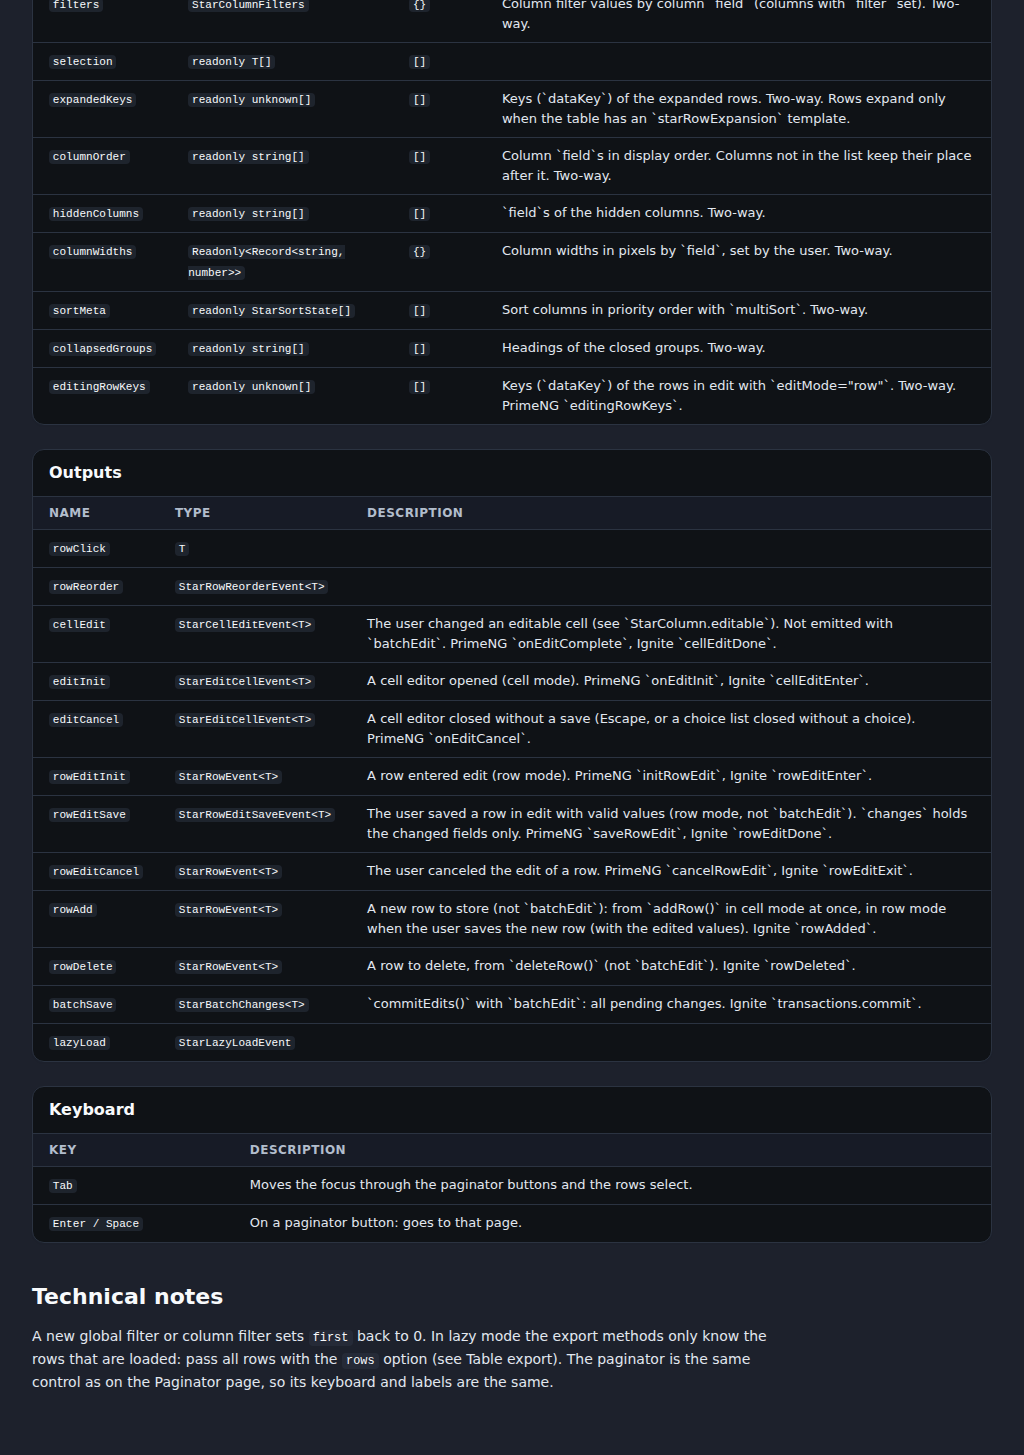 filters StarColumnFilters {} Column filter values by column `field` (columns with `filter` set). Two-
way.
selection readonly T[] []
expandedKeys readonly unknown[] [] Keys (`dataKey`) of the expanded rows. Two-way. Rows expand only
when the table has an `starRowExpansion` template.
columnOrder readonly string[] [] Column `field`s in display order. Columns not in the list keep their place
after it. Two-way.
hiddenColumns readonly string[] [] `field`s of the hidden columns. Two-way.
columnWidths Readonly<Record<string, {} Column widths in pixels by `field`, set by the user. Two-way.
number>>
sortMeta readonly StarSortState[] [] Sort columns in priority order with `multiSort`. Two-way.
collapsedGroups readonly string[] [] Headings of the closed groups. Two-way.
editingRowKeys readonly unknown[] [] Keys (`dataKey`) of the rows in edit with `editMode="row"`. Two-way.
PrimeNG `editingRowKeys`.
Outputs
NAME TYPE DESCRIPTION
rowClick T
rowReorder StarRowReorderEvent<T>
cellEdit StarCellEditEvent<T> The user changed an editable cell (see `StarColumn.editable`). Not emitted with
`batchEdit`. PrimeNG `onEditComplete`, Ignite `cellEditDone`.
editInit StarEditCellEvent<T> A cell editor opened (cell mode). PrimeNG `onEditInit`, Ignite `cellEditEnter`.
editCancel StarEditCellEvent<T> A cell editor closed without a save (Escape, or a choice list closed without a choice).
PrimeNG `onEditCancel`.
rowEditInit StarRowEvent<T> A row entered edit (row mode). PrimeNG `initRowEdit`, Ignite `rowEditEnter`.
rowEditSave StarRowEditSaveEvent<T> The user saved a row in edit with valid values (row mode, not `batchEdit`). `changes` holds
the changed fields only. PrimeNG `saveRowEdit`, Ignite `rowEditDone`.
rowEditCancel StarRowEvent<T> The user canceled the edit of a row. PrimeNG `cancelRowEdit`, Ignite `rowEditExit`.
rowAdd StarRowEvent<T> A new row to store (not `batchEdit`): from `addRow()` in cell mode at once, in row mode
when the user saves the new row (with the edited values). Ignite `rowAdded`.
rowDelete StarRowEvent<T> A row to delete, from `deleteRow()` (not `batchEdit`). Ignite `rowDeleted`.
batchSave StarBatchChanges<T> `commitEdits()` with `batchEdit`: all pending changes. Ignite `transactions.commit`.
lazyLoad StarLazyLoadEvent
Keyboard
KEY DESCRIPTION
Tab Moves the focus through the paginator buttons and the rows select.
Enter / Space On a paginator button: goes to that page.
Technical notes
A new global filter or column filter sets first back to 0. In lazy mode the export methods only know the
rows that are loaded: pass all rows with the rows option (see Table export). The paginator is the same
control as on the Paginator page, so its keyboard and labels are the same.